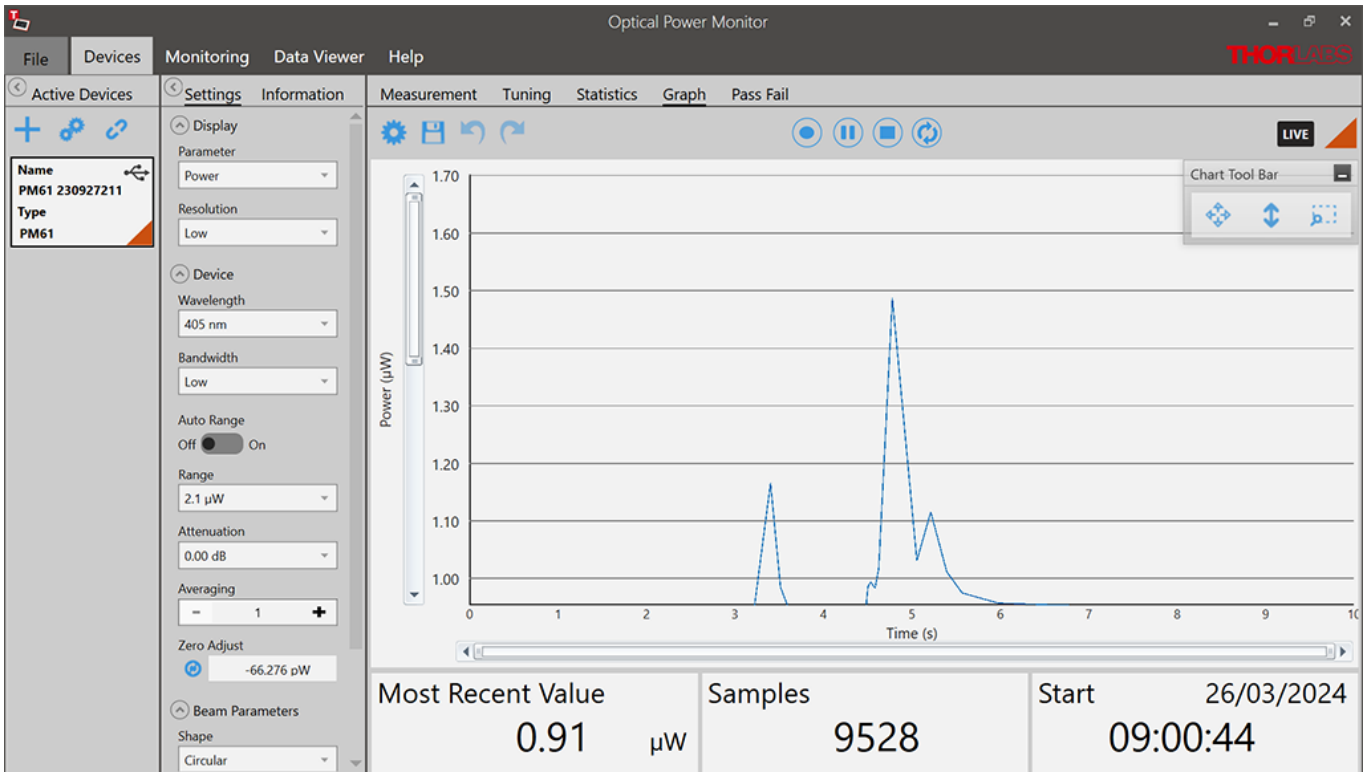 Optical Power Monitor
File Devices Monitoring Data Viewer Help
THORLABS
Active Devices
Name
PM61 230927211
Type
PM61
Settings Information
Display
Parameter
Power
Resolution
Low
Device
Wavelength
405 nm
Bandwidth
Low
Auto Range
Off On
Range
2.1 µW
Attenuation
0.00 dB
Averaging
- 1 +
Zero Adjust
-66.276 pW
Beam Parameters
Shape
Circular
Measurement Tuning Statistics Graph Pass Fail
LIVE
Chart Tool Bar
Power (µW)
1.70
1.60
1.50
1.40
1.30
1.20
1.10
1.00
0 1 2 3 4 5 6 7 8 9 10
Time (s)
Most Recent Value
0.91 µW
Samples
9528
Start 26/03/2024
09:00:44